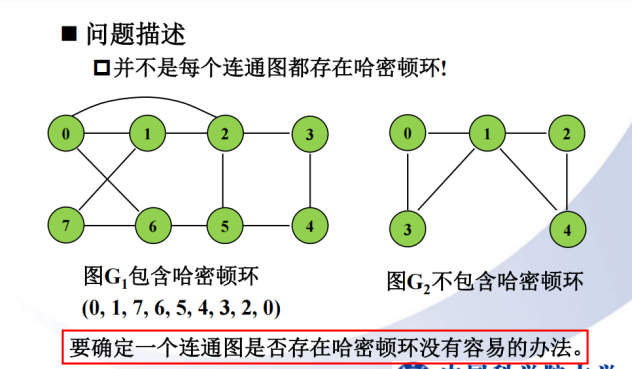 ■ 问题描述
并不是每个连通图都存在哈密顿环!
0 1 2 3
7 6 5 4
0 1 2
3 4
图G₁包含哈密顿环
(0, 1, 7, 6, 5, 4, 3, 2, 0)
图G₂不包含哈密顿环
要确定一个连通图是否存在哈密顿环没有容易的办法。